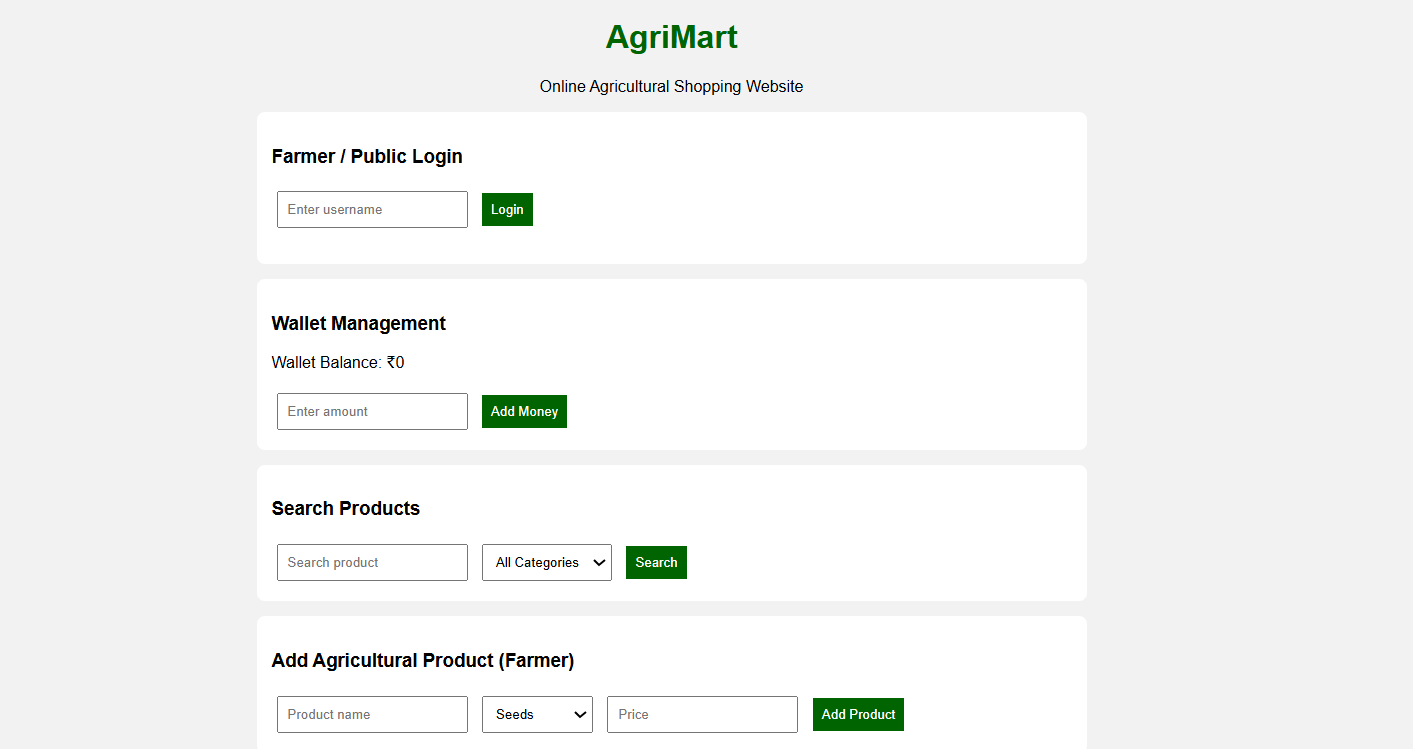 AgriMart
Online Agricultural Shopping Website
Farmer / Public Login
Enter username Login
Wallet Management
Wallet Balance: ₹0
Enter amount Add Money
Search Products
Search product All Categories Search
Add Agricultural Product (Farmer)
Product name Seeds Price Add Product